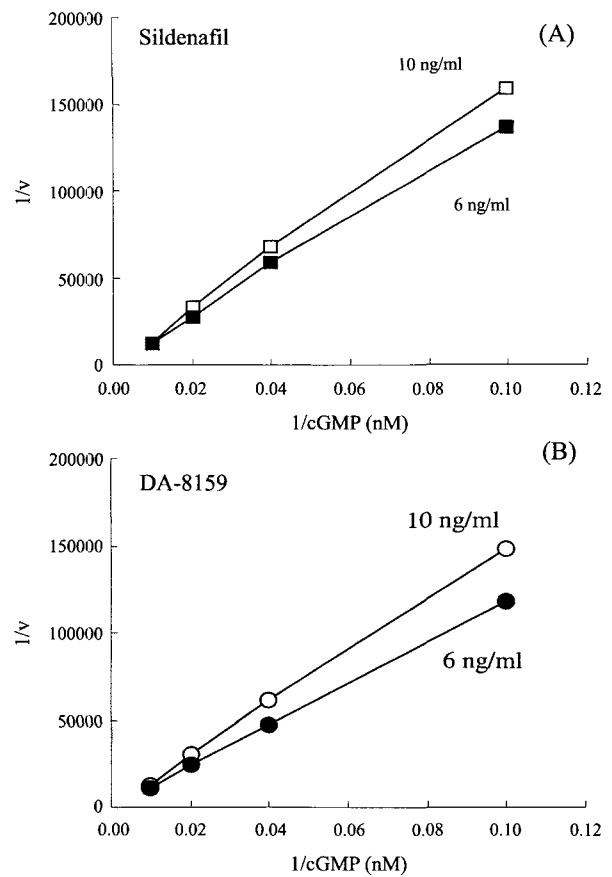 200000
Sildenafil
(A)
10 ng/ml
150000
1/v
100000
6 ng/ml
50000
0
0.00 0.02 0.04 0.06 0.08 0.10 0.12
1/cGMP (nM)
(B)
200000
DA-8159
10 ng/ml
150000
1/v
100000
6 ng/ml
50000
0
0.00 0.02 0.04 0.06 0.08 0.10 0.12
1/cGMP (nM)